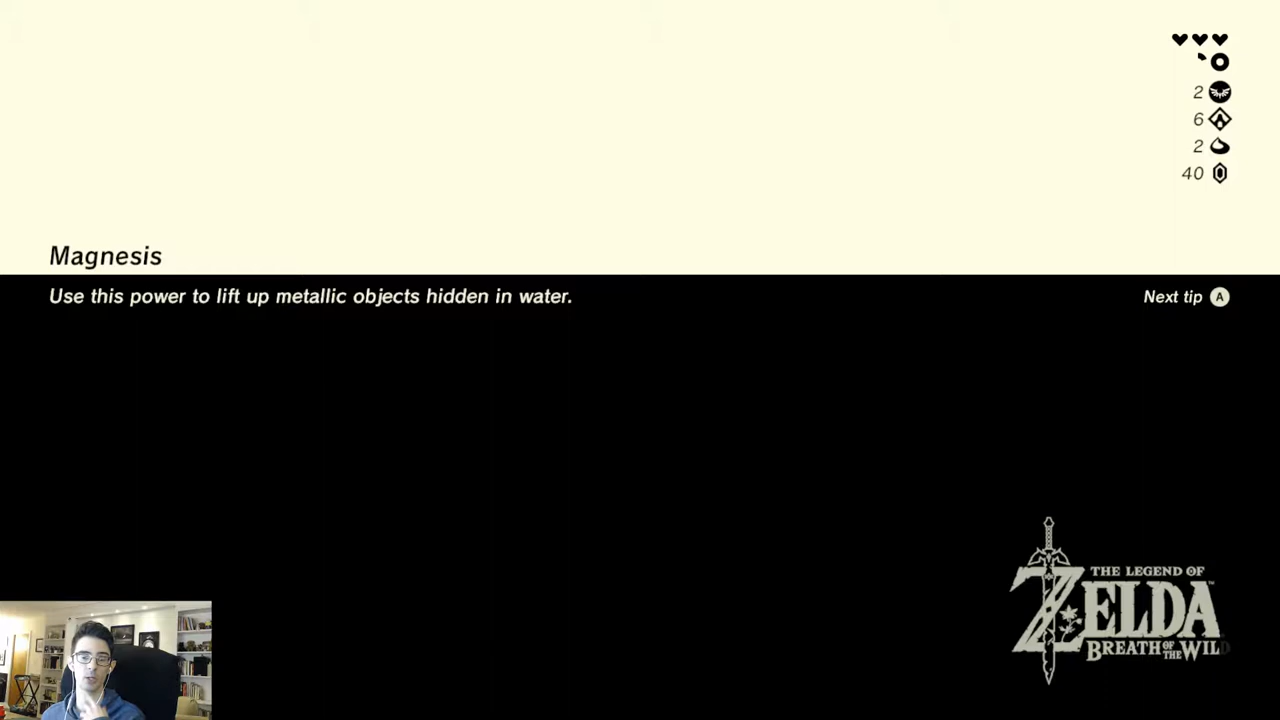 2
6
2
40
Magnesis
Use this power to lift up metallic objects hidden in water.
Next tip A
THE LEGEND OF
ZELDA
BREATH OF THE WILD